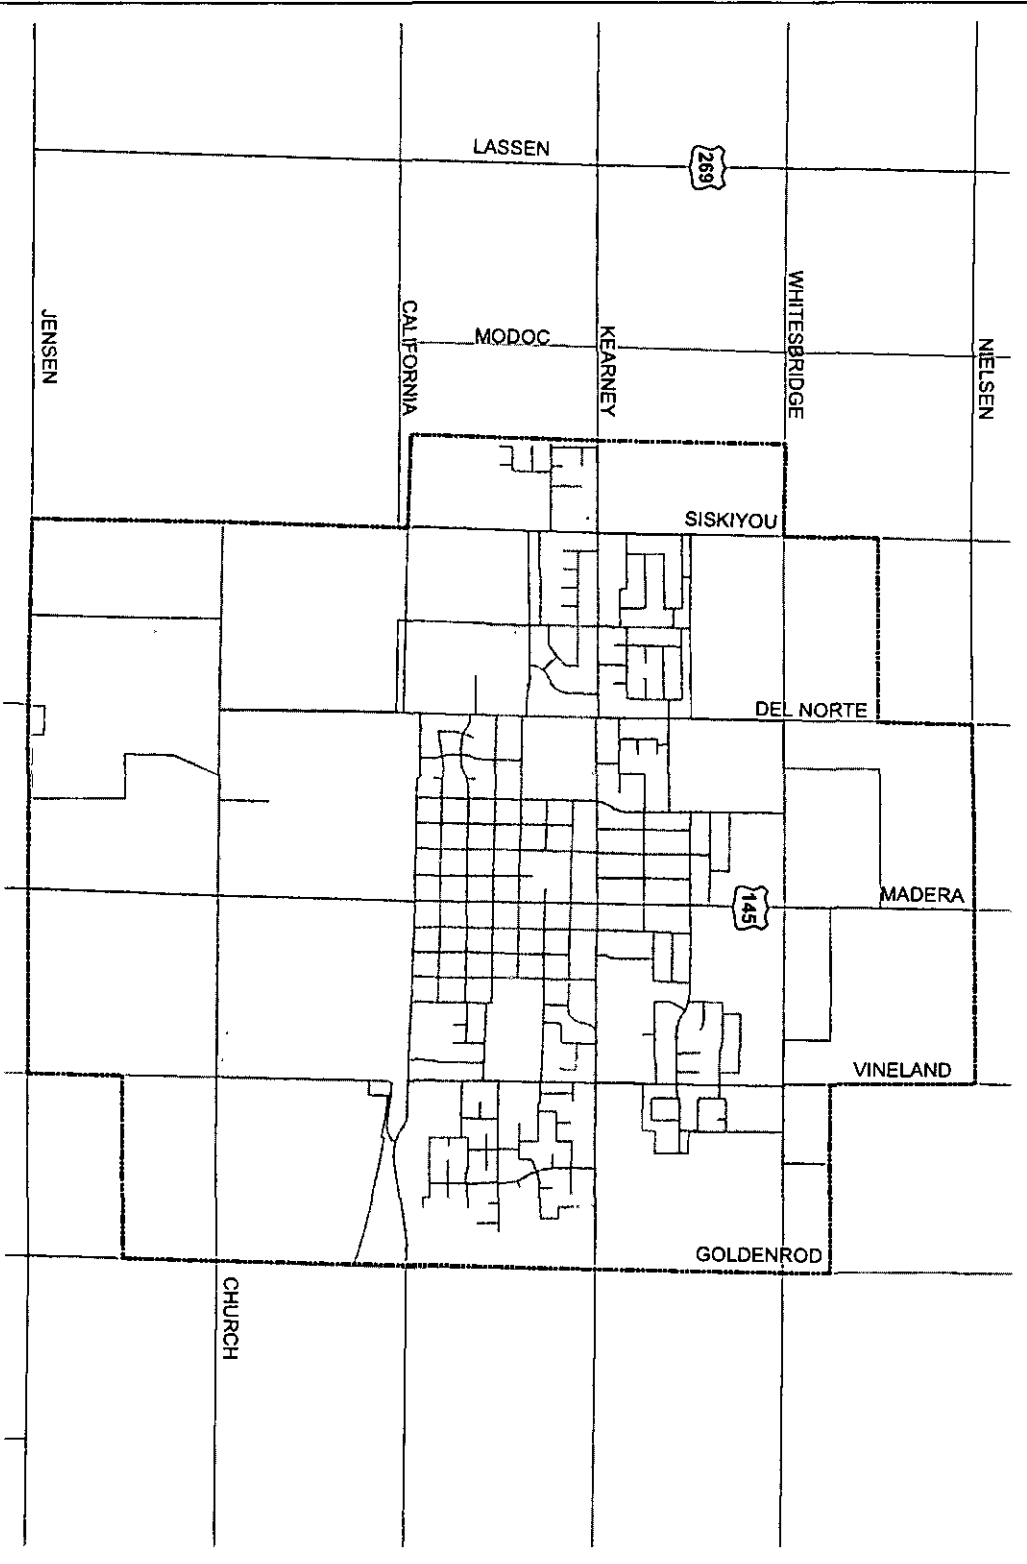 LASSEN
269
MODOC
JENSEN
CALIFORNIA
KEARNEY
WHITESBRIDGE
NIELSEN
SISKIYOU
DEL NORTE
MADERA
145
VINELAND
GOLDENROD
CHURCH